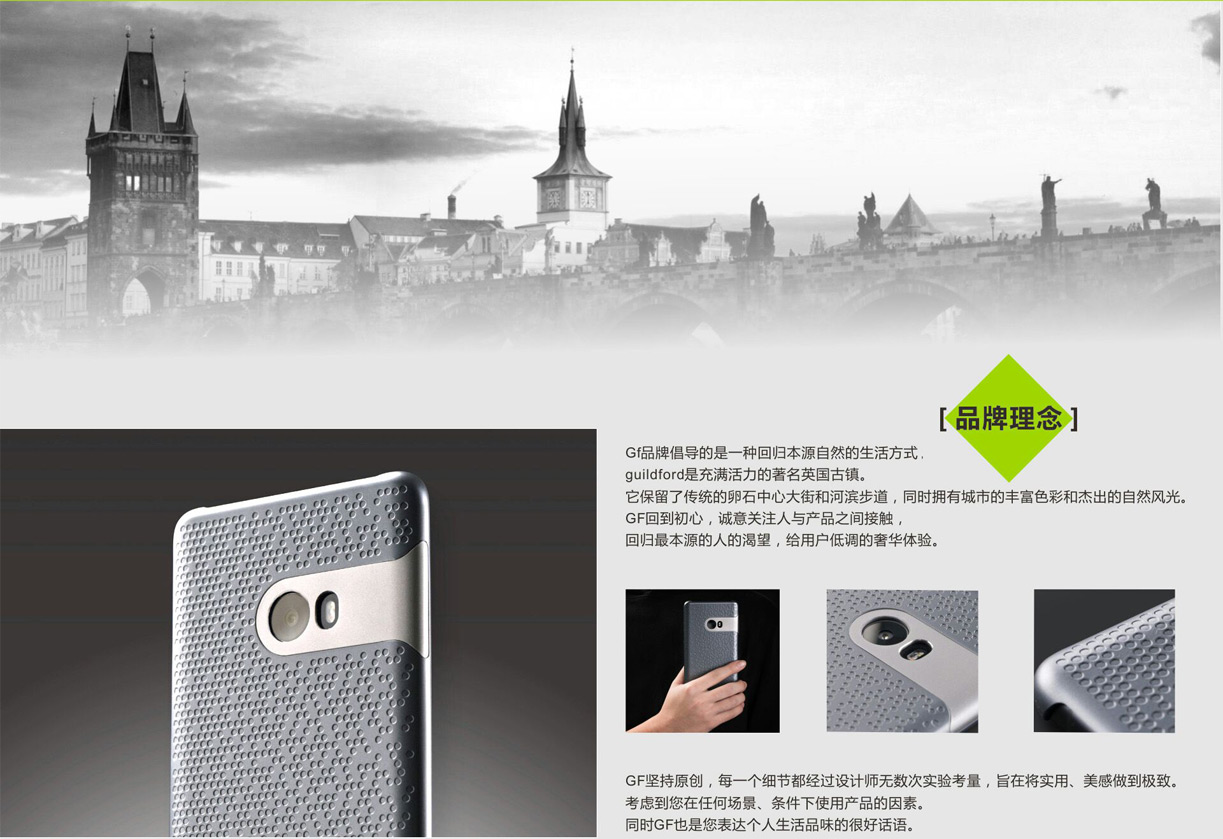 [ 品牌理念 ]
Gf品牌倡导的是一种回归本源自然的生活方式，
guildford是充满活力的著名英国古镇。
它保留了传统的卵石中心大街和河滨步道，同时拥有城市的丰富色彩和杰出的自然风光。
GF回到初心，诚意关注人与产品之间接触，
回归最本源的人的渴望，给用户低调的奢华体验。
GF坚持原创，每一个细节都经过设计师无数次实验考量，旨在将实用、美感做到极致。
考虑到您在任何场景、条件下使用产品的因素。
同时GF也是您表达个人生活品味的很好话语。